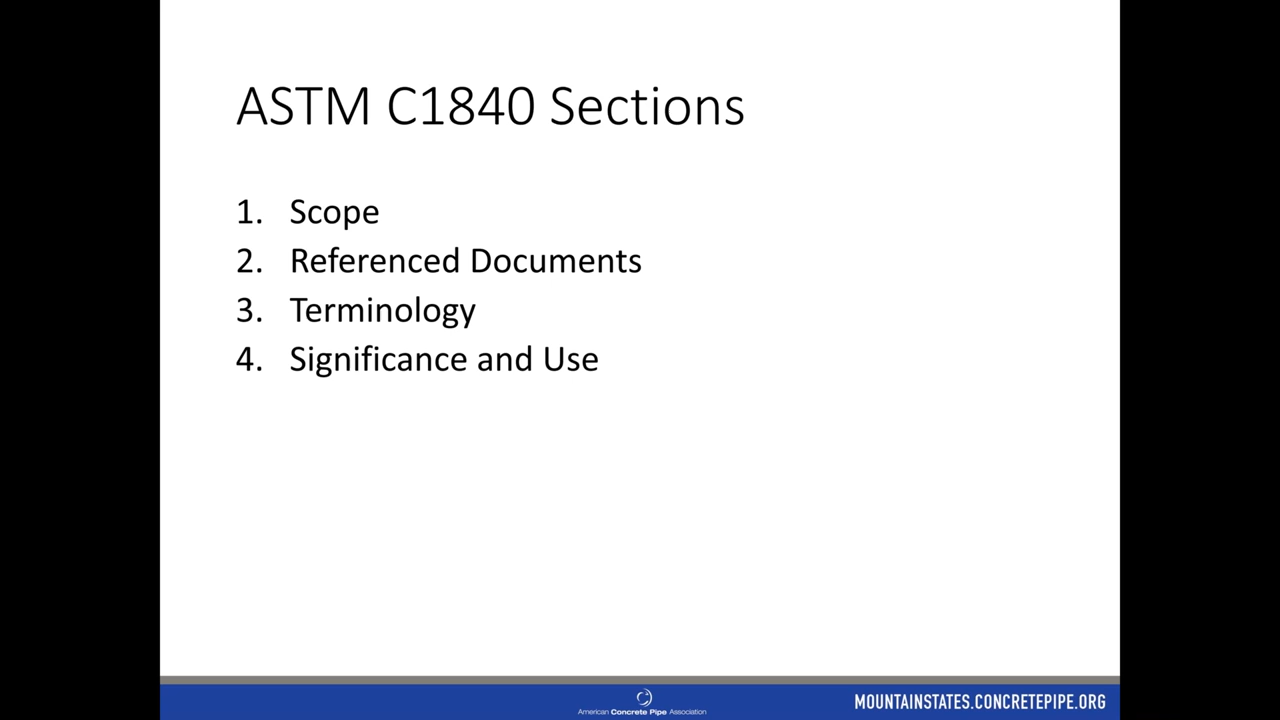 ASTM C1840 Sections
1. Scope
2. Referenced Documents
3. Terminology
4. Significance and Use
American Concrete Pipe Association
MOUNTAINSTATES.CONCRETEPIPE.ORG